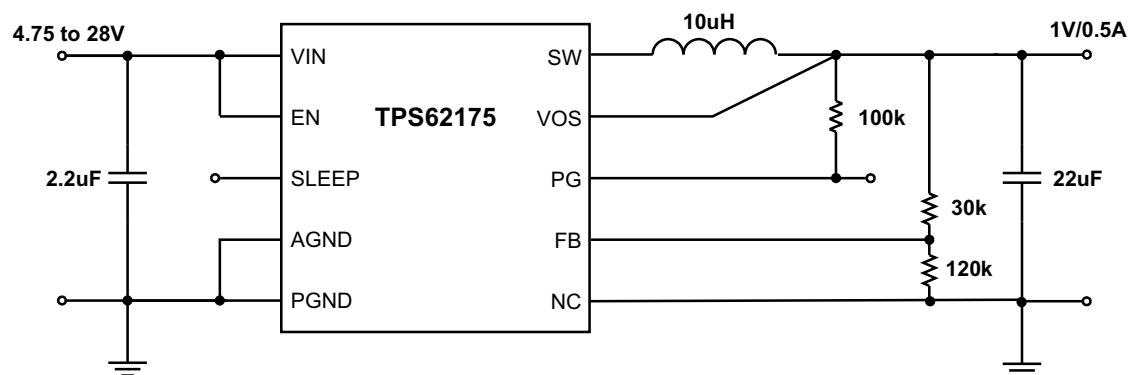 4.75 to 28V
10uH
1V/0.5A
VIN
SW
EN
TPS62175
VOS
100k
2.2uF
SLEEP
PG
22uF
30k
AGND
FB
120k
PGND
NC